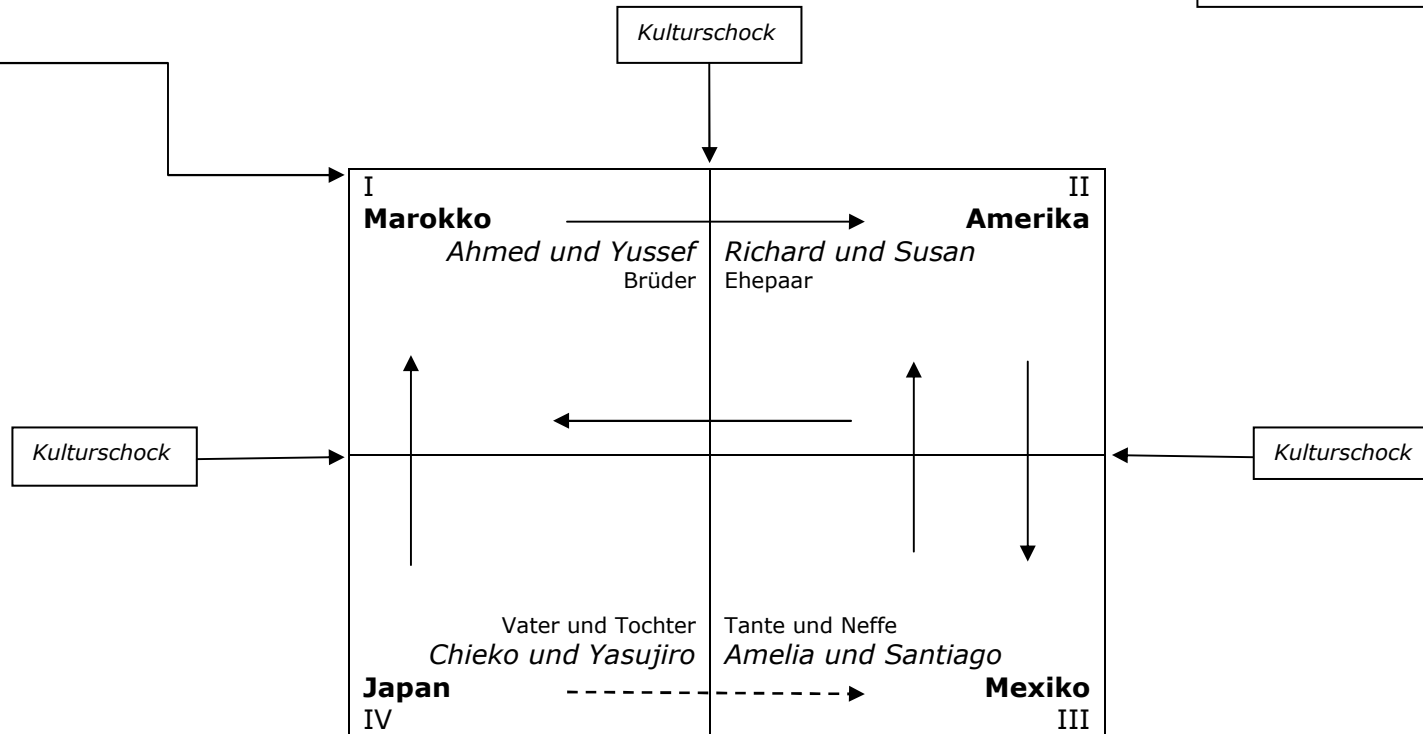 Kulturschock
I
II
Marokko
Amerika
Ahmed und Yussef
Richard und Susan
Brüder
Ehepaar
Kulturschock
Kulturschock
Vater und Tochter
Tante und Neffe
Chieko und Yasujiro
Amelia und Santiago
Japan
Mexiko
IV
III